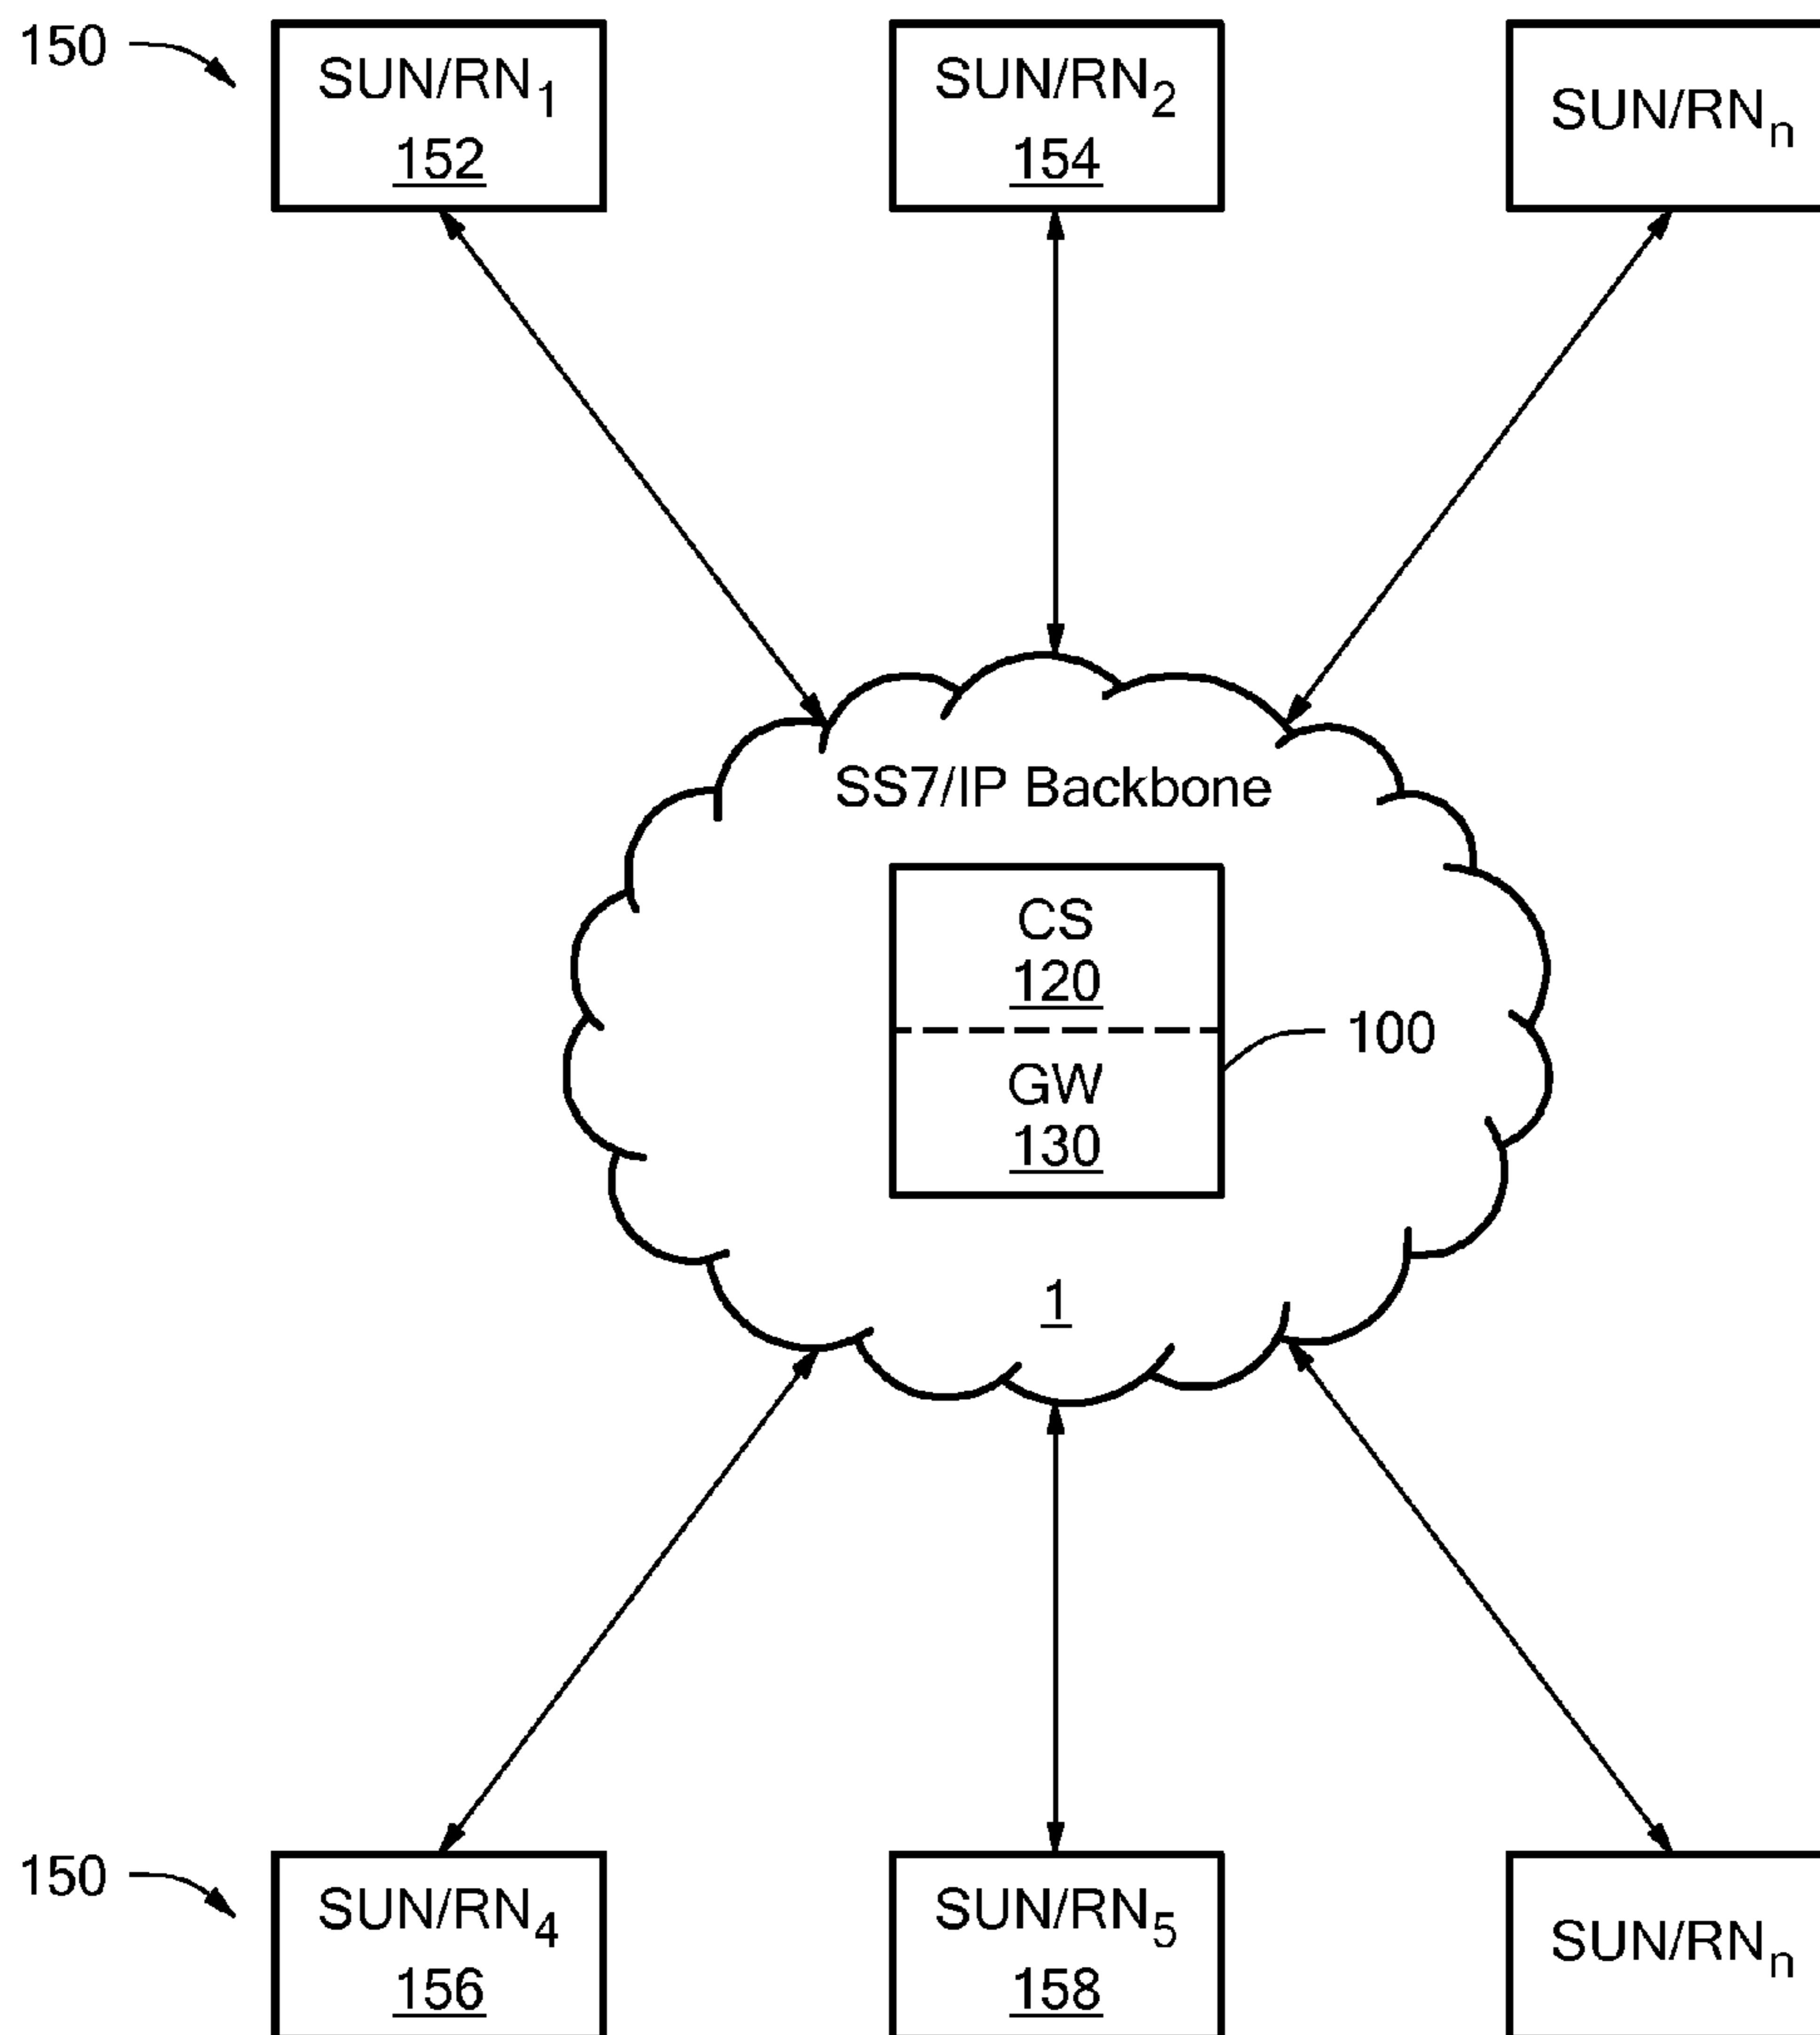 150
SUN/RN1
152
SUN/RN2
154
SUN/RNn
SS7/IP Backbone
CS
120
GW
130
100
1
150
SUN/RN4
156
SUN/RN5
158
SUN/RNn